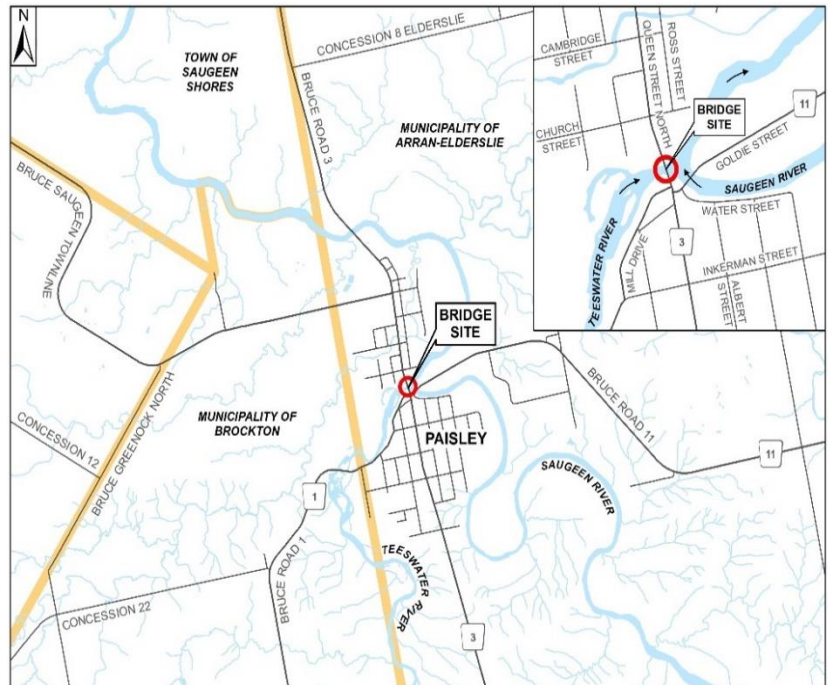 N
TOWN OF
SAUGEEN
SHORES
CONCESSION 8 ELDERSLIE
BRUCE ROAD 3
MUNICIPALITY OF
ARRAN-ELDERSLIE
BRUCE SAUGEEN TOWNLINE
BRIDGE
SITE
MUNICIPALITY OF
BROCKTON
PAISLEY
BRUCE ROAD 11
11
CONCESSION 12
BRUCE GREENOCK NORTH
SAUGEEN RIVER
1
BRUCE ROAD 1
TEESWATER
RIVER
CONCESSION 22
3
CAMBRIDGE
STREET
QUEEN STREET NORTH
ROSS STREET
BRIDGE
SITE
11
CHURCH
STREET
GOLDIE STREET
SAUGEEN RIVER
WATER STREET
TEESWATER RIVER
MILL DRIVE
3
INKERMAN STREET
ALBERT
STREET